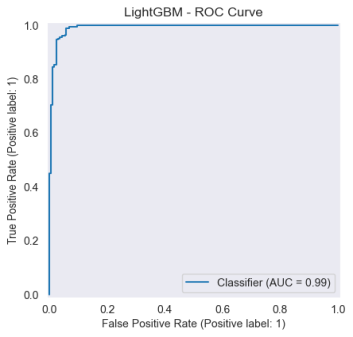 LightGBM - ROC Curve
1.0
0.8
0.6
0.4
0.2
0.0
True Positive Rate (Positive label: 1)
Classifier (AUC = 0.99)
0.0 0.2 0.4 0.6 0.8 1.0
False Positive Rate (Positive label: 1)